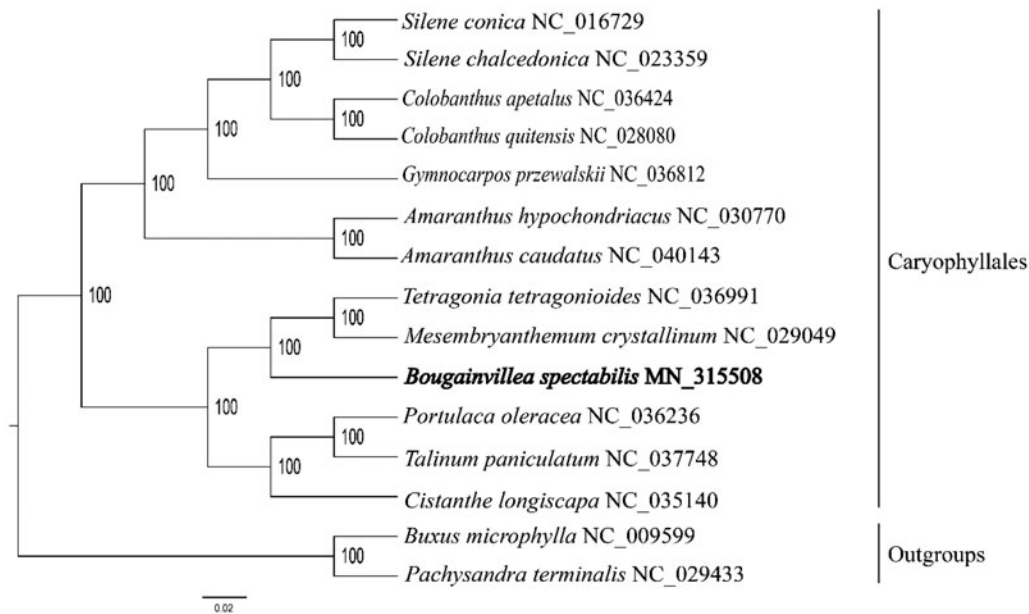 Silene conica NC_016729
100
Silene chalcedonica NC_023359
100
Colobanthus apetalus NC_036424
100
100
Colobanthus quitensis NC_028080
100
Gymnocarpos przewalskii NC_036812
100
Amaranthus hypochondriacus NC_030770
100
Amaranthus caudatus NC_040143
Caryophyllales
100
Tetragonia tetragonioides NC_036991
100
Mesembryanthemum crystallinum NC_029049
100
Bougainvillea spectabilis MN_315508
100
Portulaca oleracea NC_036236
100
Talinum paniculatum NC_037748
100
Cistanthe longiscapa NC_035140
Buxus microphylla NC_009599
100
Outgroups
Pachysandra terminalis NC_029433
0.02